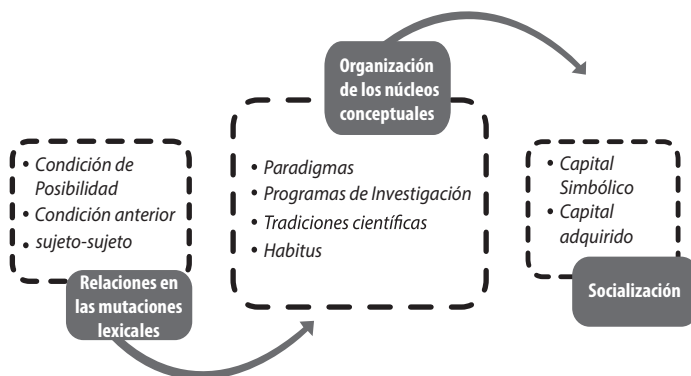 • Condición de
Posibilidad
• Condición anterior
• sujeto-sujeto
Relaciones en
las mutaciones
lexicales
Organización
de los núcleos
conceptuales
• Paradigmas
• Programas de Investigación
• Tradiciones científicas
• Habitus
• Capital
Simbólico
• Capital
adquirido
Socialización